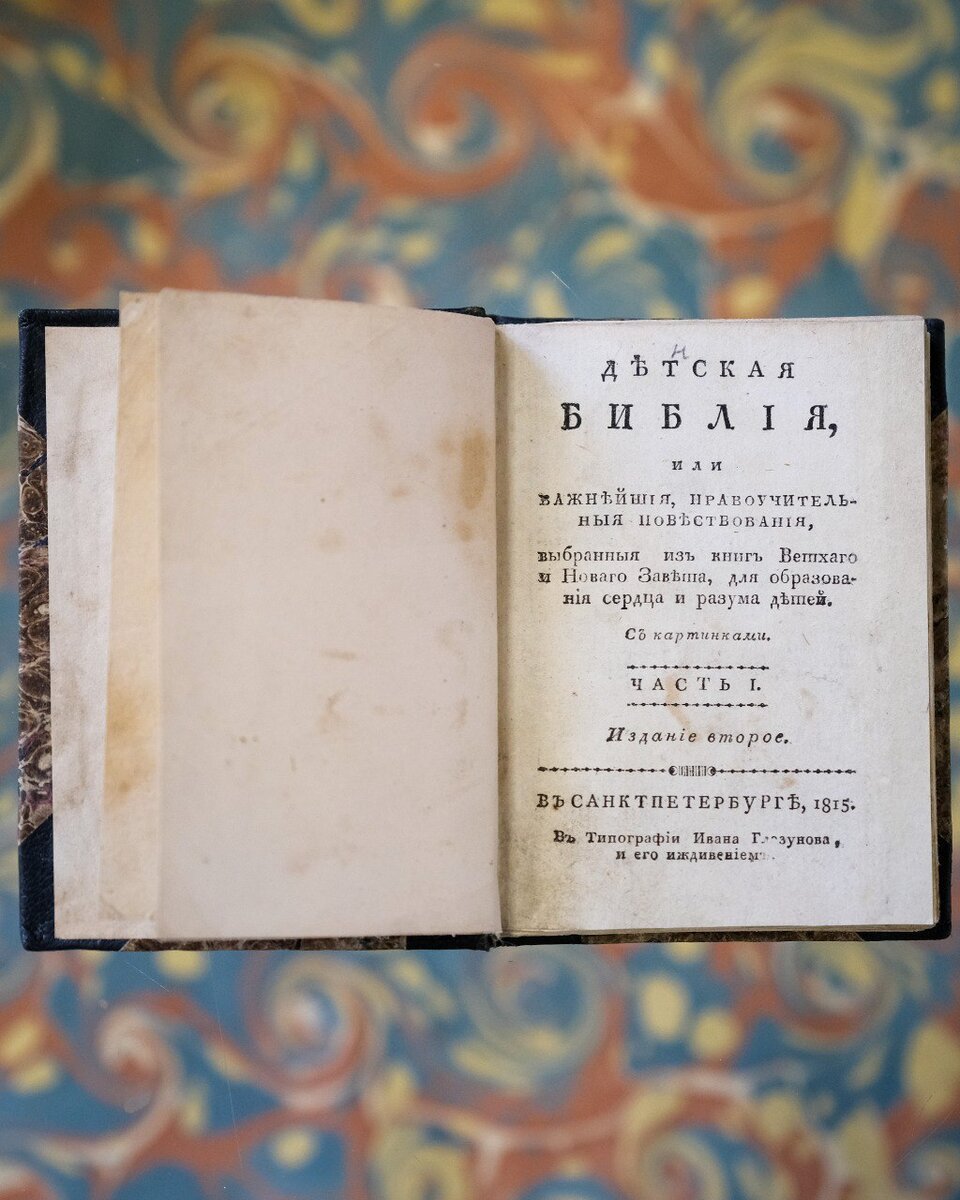 ДѢТСКАЯ
БИБЛІЯ,
ИЛИ
ВАЖНѢЙШІЯ, НРАВОУЧИТЕЛЬ-
НЫЯ ПОВѢСТВОВАНІЯ,
выбранныя изъ книгъ Ветхаго
и Новаго Завѣта, для образова-
нія сердца и разума дѣтей.
Съ картинками.
ЧАСТЬ I.
Изданіе второе.
ВЪ САНКТПЕТЕРБУРГѢ, 1815.
Въ Типографіи Ивана Глазунова,
и его иждивеніемъ.